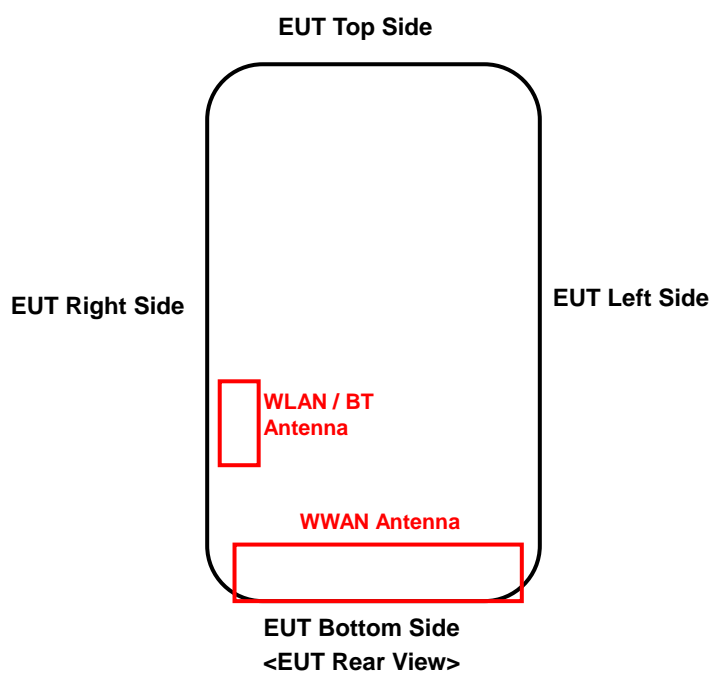 EUT Top Side
EUT Right Side
EUT Left Side
WLAN / BT
Antenna
WWAN Antenna
EUT Bottom Side
<EUT Rear View>